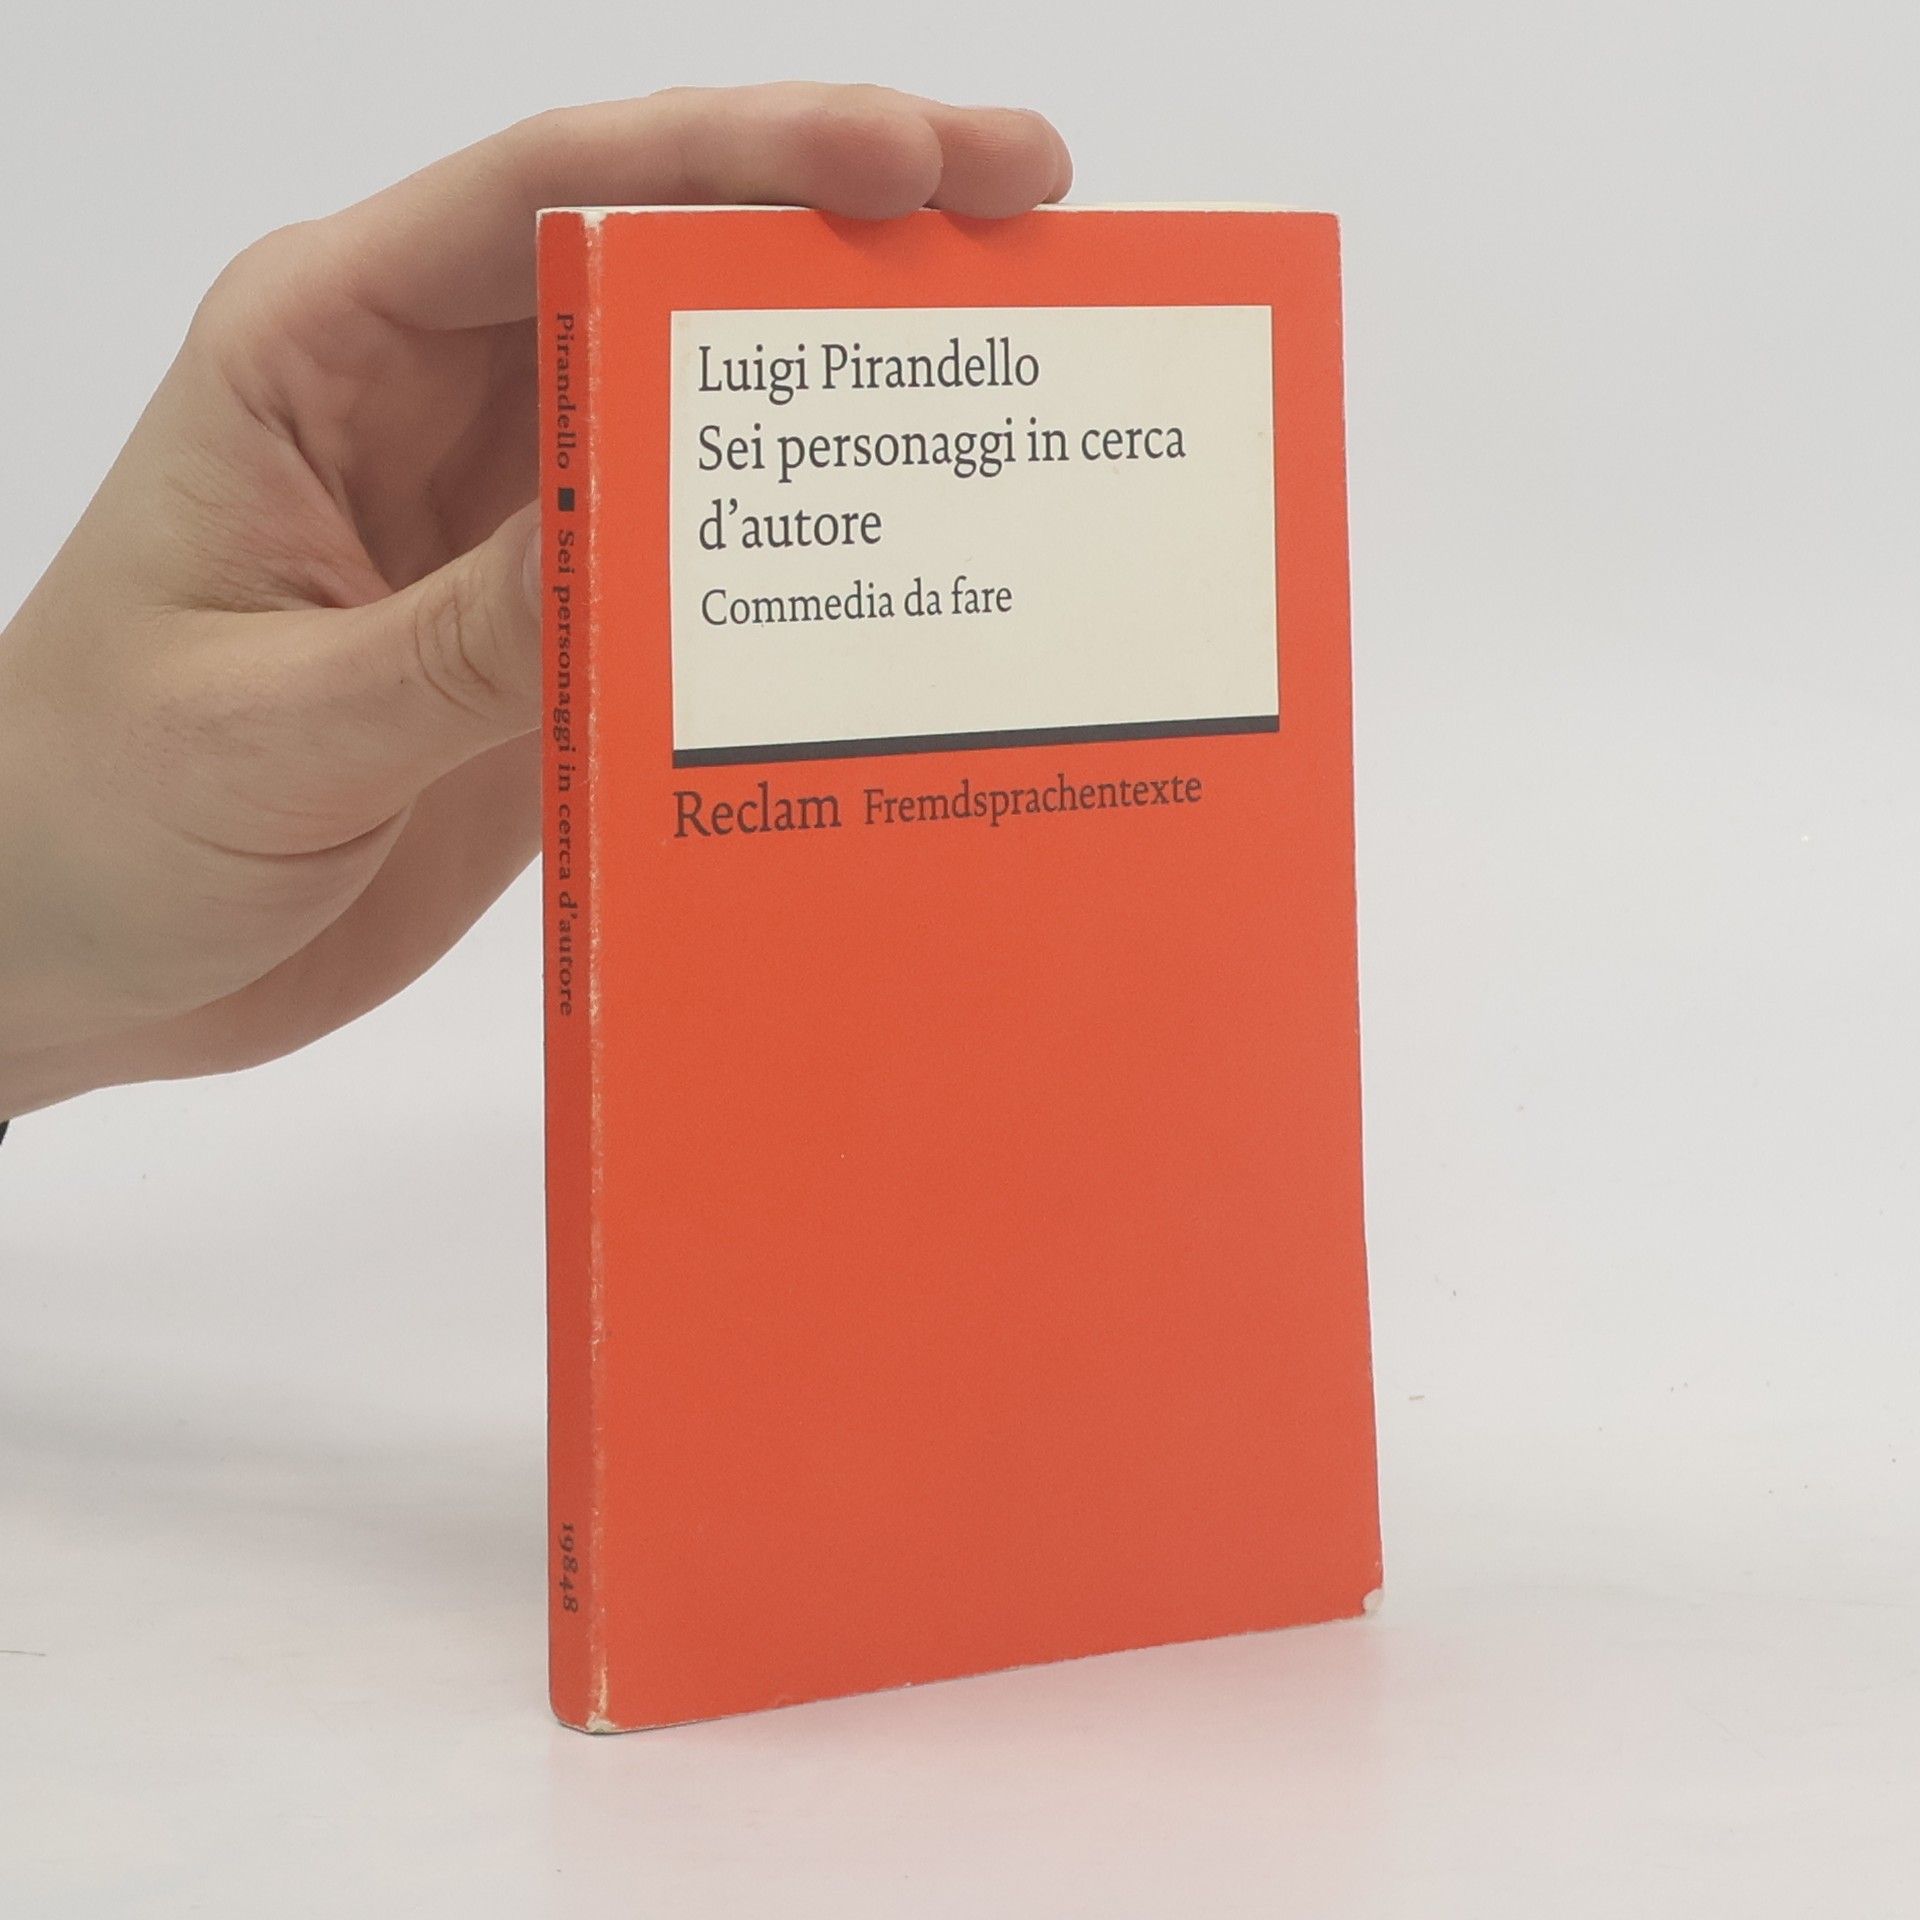 Luigi Pirandello
Sei personaggi in cerca
d’autore
Commedia da fare
Reclam Fremdsprachentexte
Pirandello ■ Sei personaggi in cerca d’autore
19848